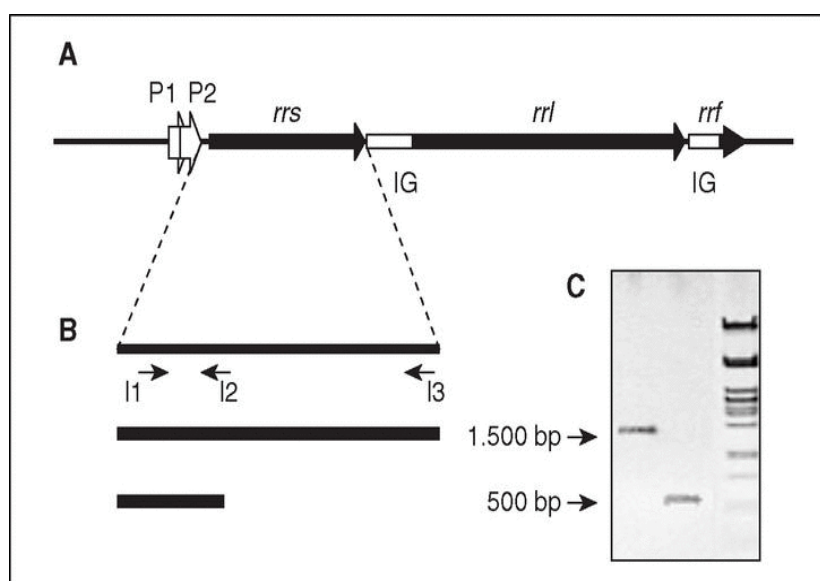 A
P1 P2 rrs rrl rrf
IG IG
B
I1 I2 I3
C
1.500 bp
500 bp